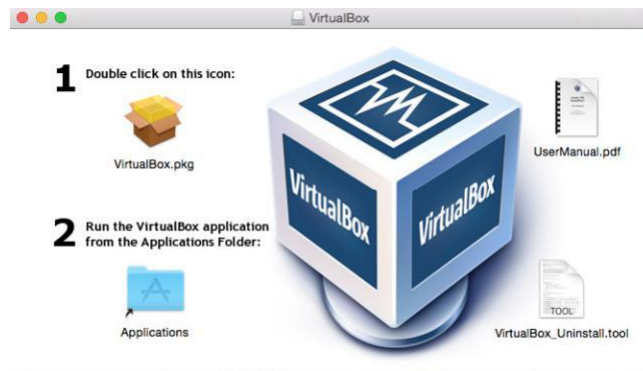 VirtualBox
1 Double click on this icon:
VirtualBox.pkg
UserManual.pdf
VirtualBox
VirtualBox
2 Run the VirtualBox application
from the Applications Folder:
Applications
TOOL
VirtualBox_Uninstall.tool